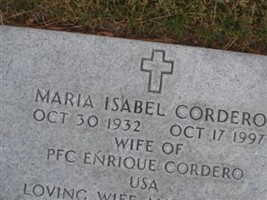 MARIA ISABEL CORDERO
OCT 30 1932 OCT 17 1997
WIFE OF
PFC ENRIQUE CORDERO
USA
LOVING WIFE